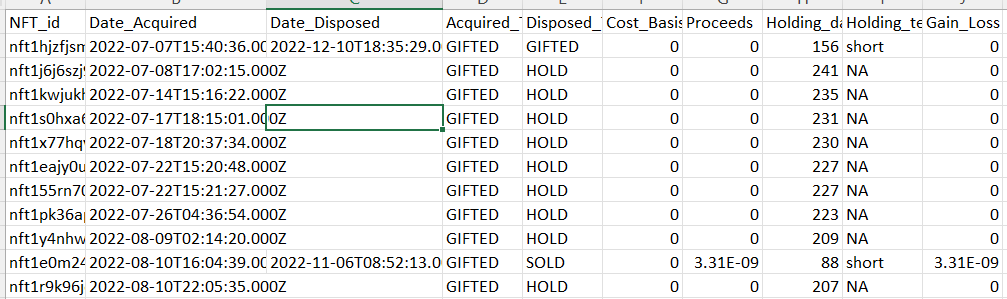 NFT_id Date_Acquired Date_Disposed Acquired_T Disposed_ Cost_Basis Proceeds Holding_da Holding_te Gain_Loss
nft1hjzfjsm 2022-07-07T15:40:36.00 2022-12-10T18:35:29.0 GIFTED GIFTED 0 0 156 short 0
nft1j6j6szj9 2022-07-08T17:02:15.000Z GIFTED HOLD 0 0 241 NA 0
nft1kwjukh 2022-07-14T15:16:22.000Z GIFTED HOLD 0 0 235 NA 0
nft1s0hxa6 2022-07-17T18:15:01.000Z GIFTED HOLD 0 0 231 NA 0
nft1x77hqv 2022-07-18T20:37:34.000Z GIFTED HOLD 0 0 230 NA 0
nft1eajy0u 2022-07-22T15:20:48.000Z GIFTED HOLD 0 0 227 NA 0
nft155rn70 2022-07-22T15:21:27.000Z GIFTED HOLD 0 0 227 NA 0
nft1pk36ap 2022-07-26T04:36:54.000Z GIFTED HOLD 0 0 223 NA 0
nft1y4nhw 2022-08-09T02:14:20.000Z GIFTED HOLD 0 0 209 NA 0
nft1e0m24 2022-08-10T16:04:39.00 2022-11-06T08:52:13.0 GIFTED SOLD 0 3.31E-09 88 short 3.31E-09
nft1r9k96j 2022-08-10T22:05:35.000Z GIFTED HOLD 0 0 207 NA 0